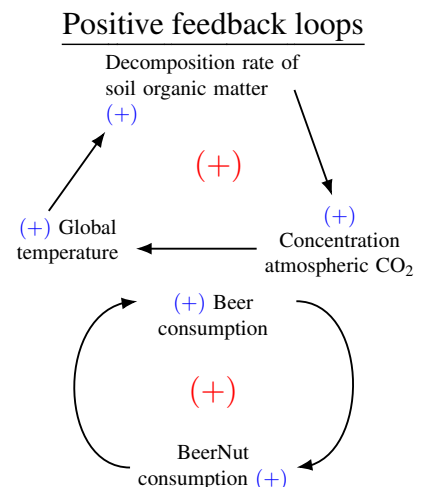 Positive feedback loops
Decomposition rate of
soil organic matter
(+)
(+)
(+)
(+) Global
temperature
Concentration
atmospheric CO₂
(+) Beer
consumption
(+)
BeerNut
consumption (+)